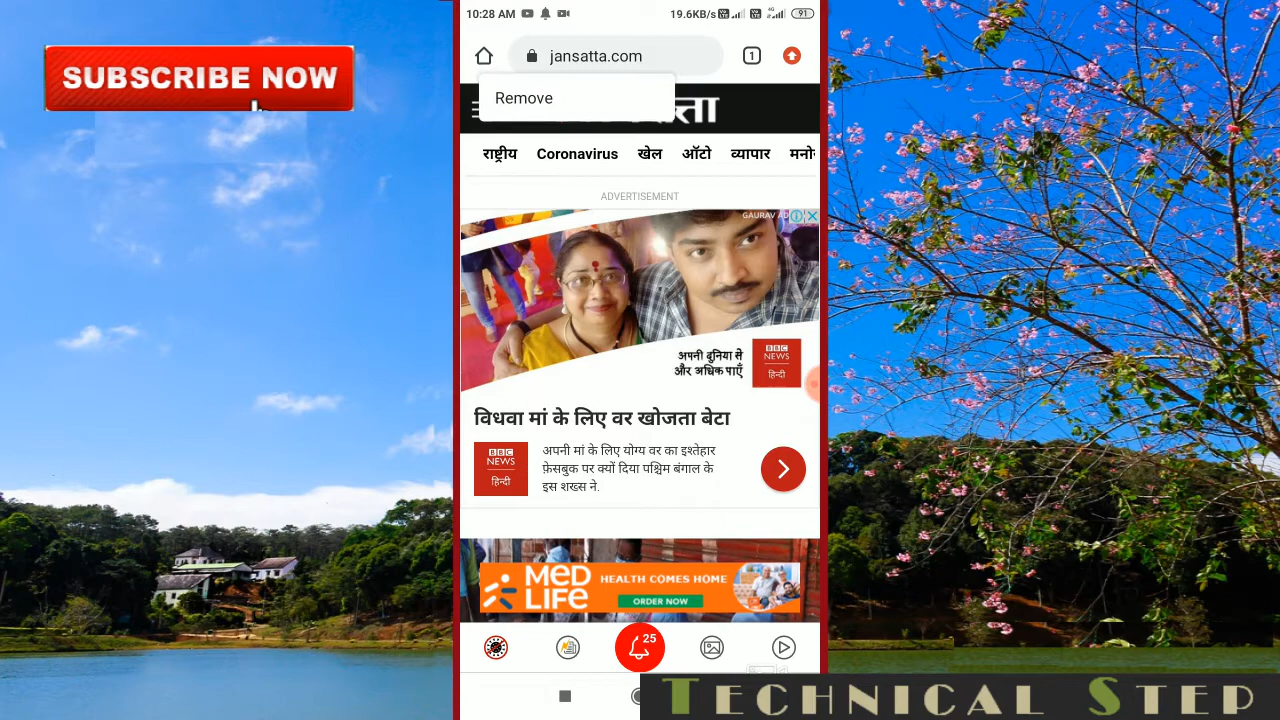 SUBSCRIBE NOW
10:28 AM
19.6KB/s
91
jansatta.com
1
Remove
राष्ट्रीय Coronavirus खेल ऑटो व्यापार
ADVERTISEMENT
GAURAV AD
अपनी दुनिया से
और अधिक पाएँ
BBC
NEWS
हिन्दी
विधवा मां के लिए वर खोजता बेटा
BBC
NEWS
हिन्दी
अपनी मां के लिए योग्य वर का इश्तेहार
फ़ेसबुक पर क्यों दिया पश्चिम बंगाल के
इस शख्स ने.
MED
LIFE
HEALTH COMES HOME
ORDER NOW
25
TECHNICAL STEP